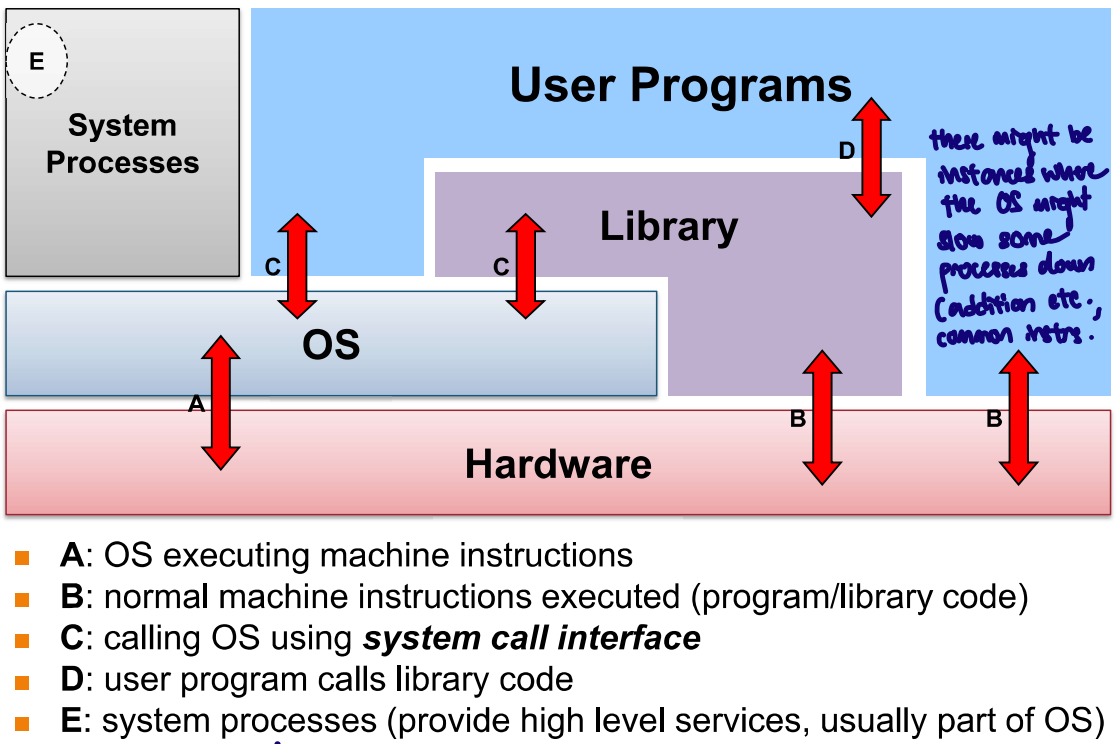 E
System
Processes
User Programs
D
there might be
instances where
the OS might
slow some
processes down
(addition etc.,
common instrs.
Library
C
C
OS
A
B
B
Hardware
A: OS executing machine instructions
B: normal machine instructions executed (program/library code)
C: calling OS using system call interface
D: user program calls library code
E: system processes (provide high level services, usually part of OS)